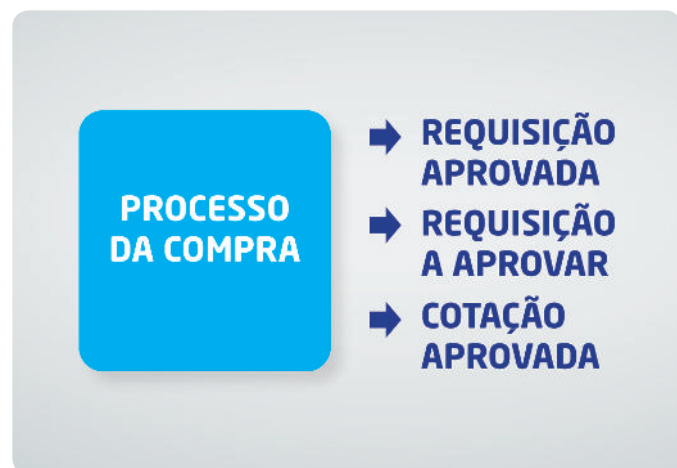 PROCESSO
DA COMPRA
REQUISIÇÃO
APROVADA
REQUISIÇÃO
A APROVAR
COTAÇÃO
APROVADA